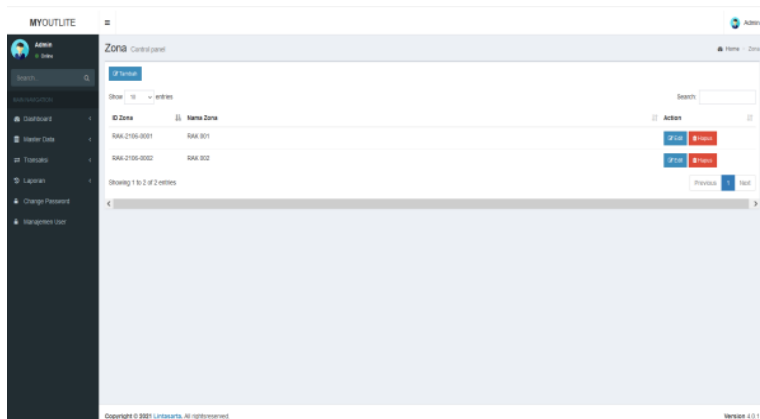 MYOUTLITE
Admin
Admin
Online
Zona Control panel
Home
Zona
Search...
Tambah
MAIN NAVIGATION
Show 10 entries
Search:
Dashboard
ID Zona
Nama Zona
Action
Master Data
RAK-2106-0001
RAK 001
Edit
Hapus
Transaksi
RAK-2106-0002
RAK 002
Edit
Hapus
Laporan
Showing 1 to 2 of 2 entries
Previous 1 Next
Change Password
Manajemen User
Copyright © 2021 Lintasarta. All rights reserved.
Version 4.0.1